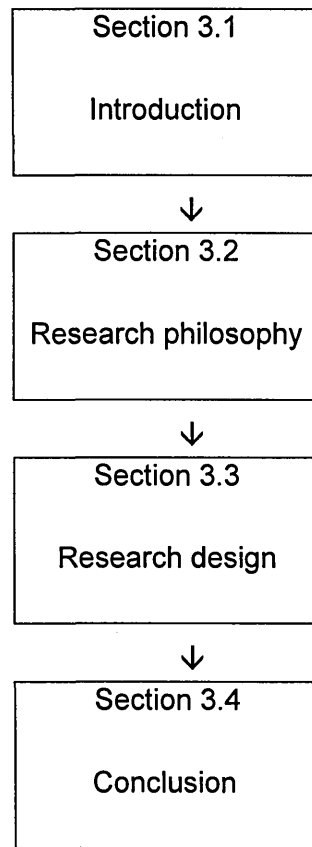 Section 3.1
Introduction
↓
Section 3.2
Research philosophy
↓
Section 3.3
Research design
↓
Section 3.4
Conclusion